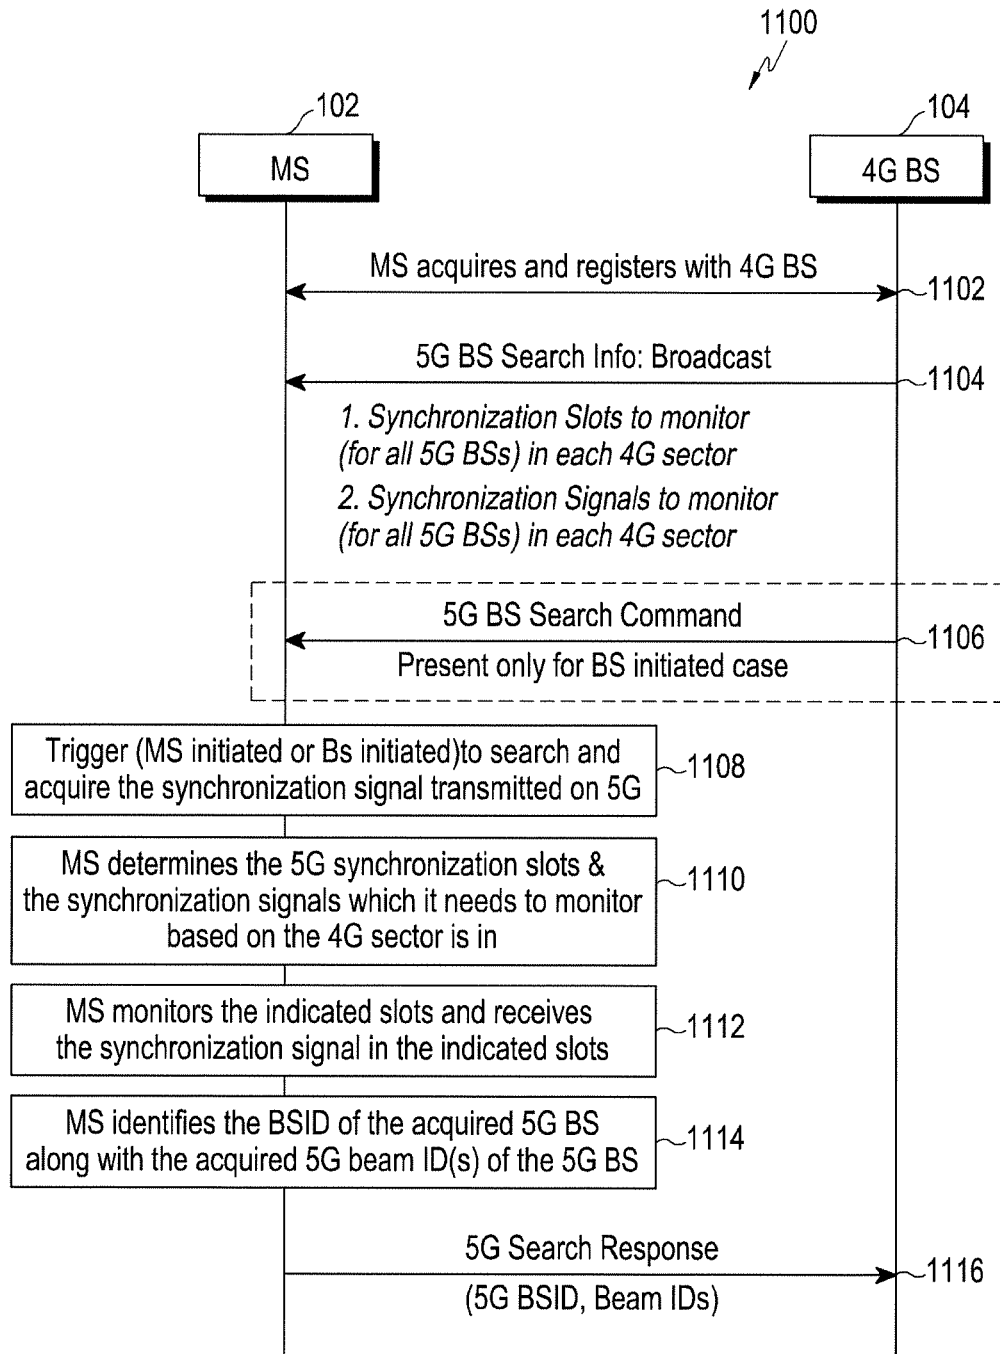 1100
102
104
MS
4G BS
MS acquires and registers with 4G BS
1102
5G BS Search Info: Broadcast
1104
1. Synchronization Slots to monitor
(for all 5G BSs) in each 4G sector
2. Synchronization Signals to monitor
(for all 5G BSs) in each 4G sector
5G BS Search Command
1106
Present only for BS initiated case
Trigger (MS initiated or Bs initiated)to search and
acquire the synchronization signal transmitted on 5G
1108
MS determines the 5G synchronization slots &
the synchronization signals which it needs to monitor
based on the 4G sector is in
1110
MS monitors the indicated slots and receives
the synchronization signal in the indicated slots
1112
MS identifies the BSID of the acquired 5G BS
along with the acquired 5G beam ID(s) of the 5G BS
1114
5G Search Response
1116
(5G BSID, Beam IDs)